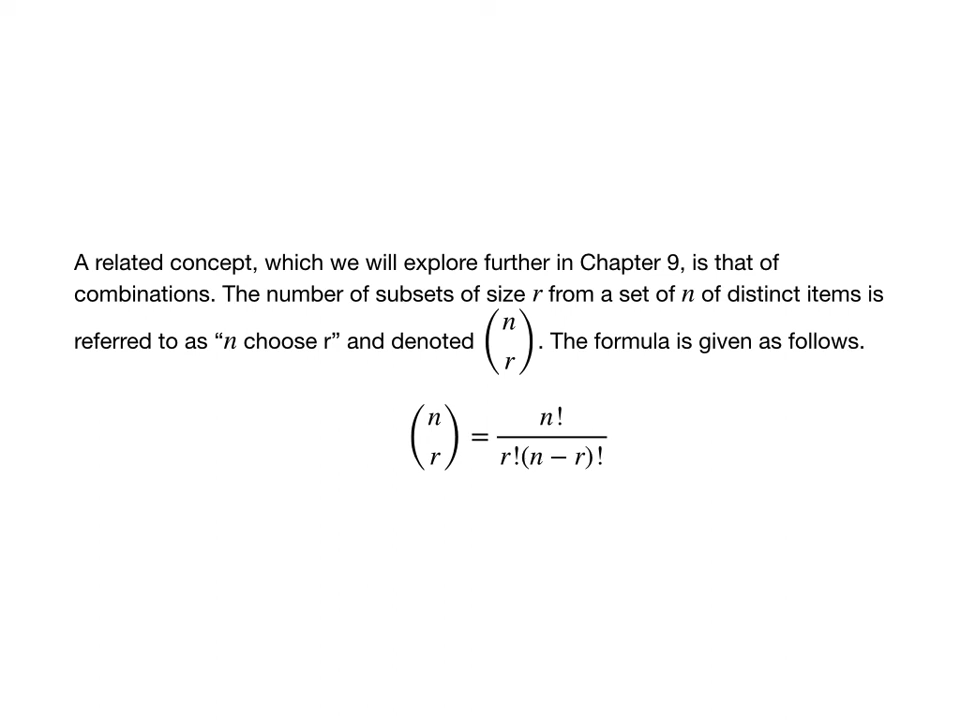 A related concept, which we will explore further in Chapter 9, is that of
combinations. The number of subsets of size r from a set of n of distinct items is
referred to as “n choose r” and denoted (n r). The formula is given as follows.
(n r) = n! / r!(n − r)!